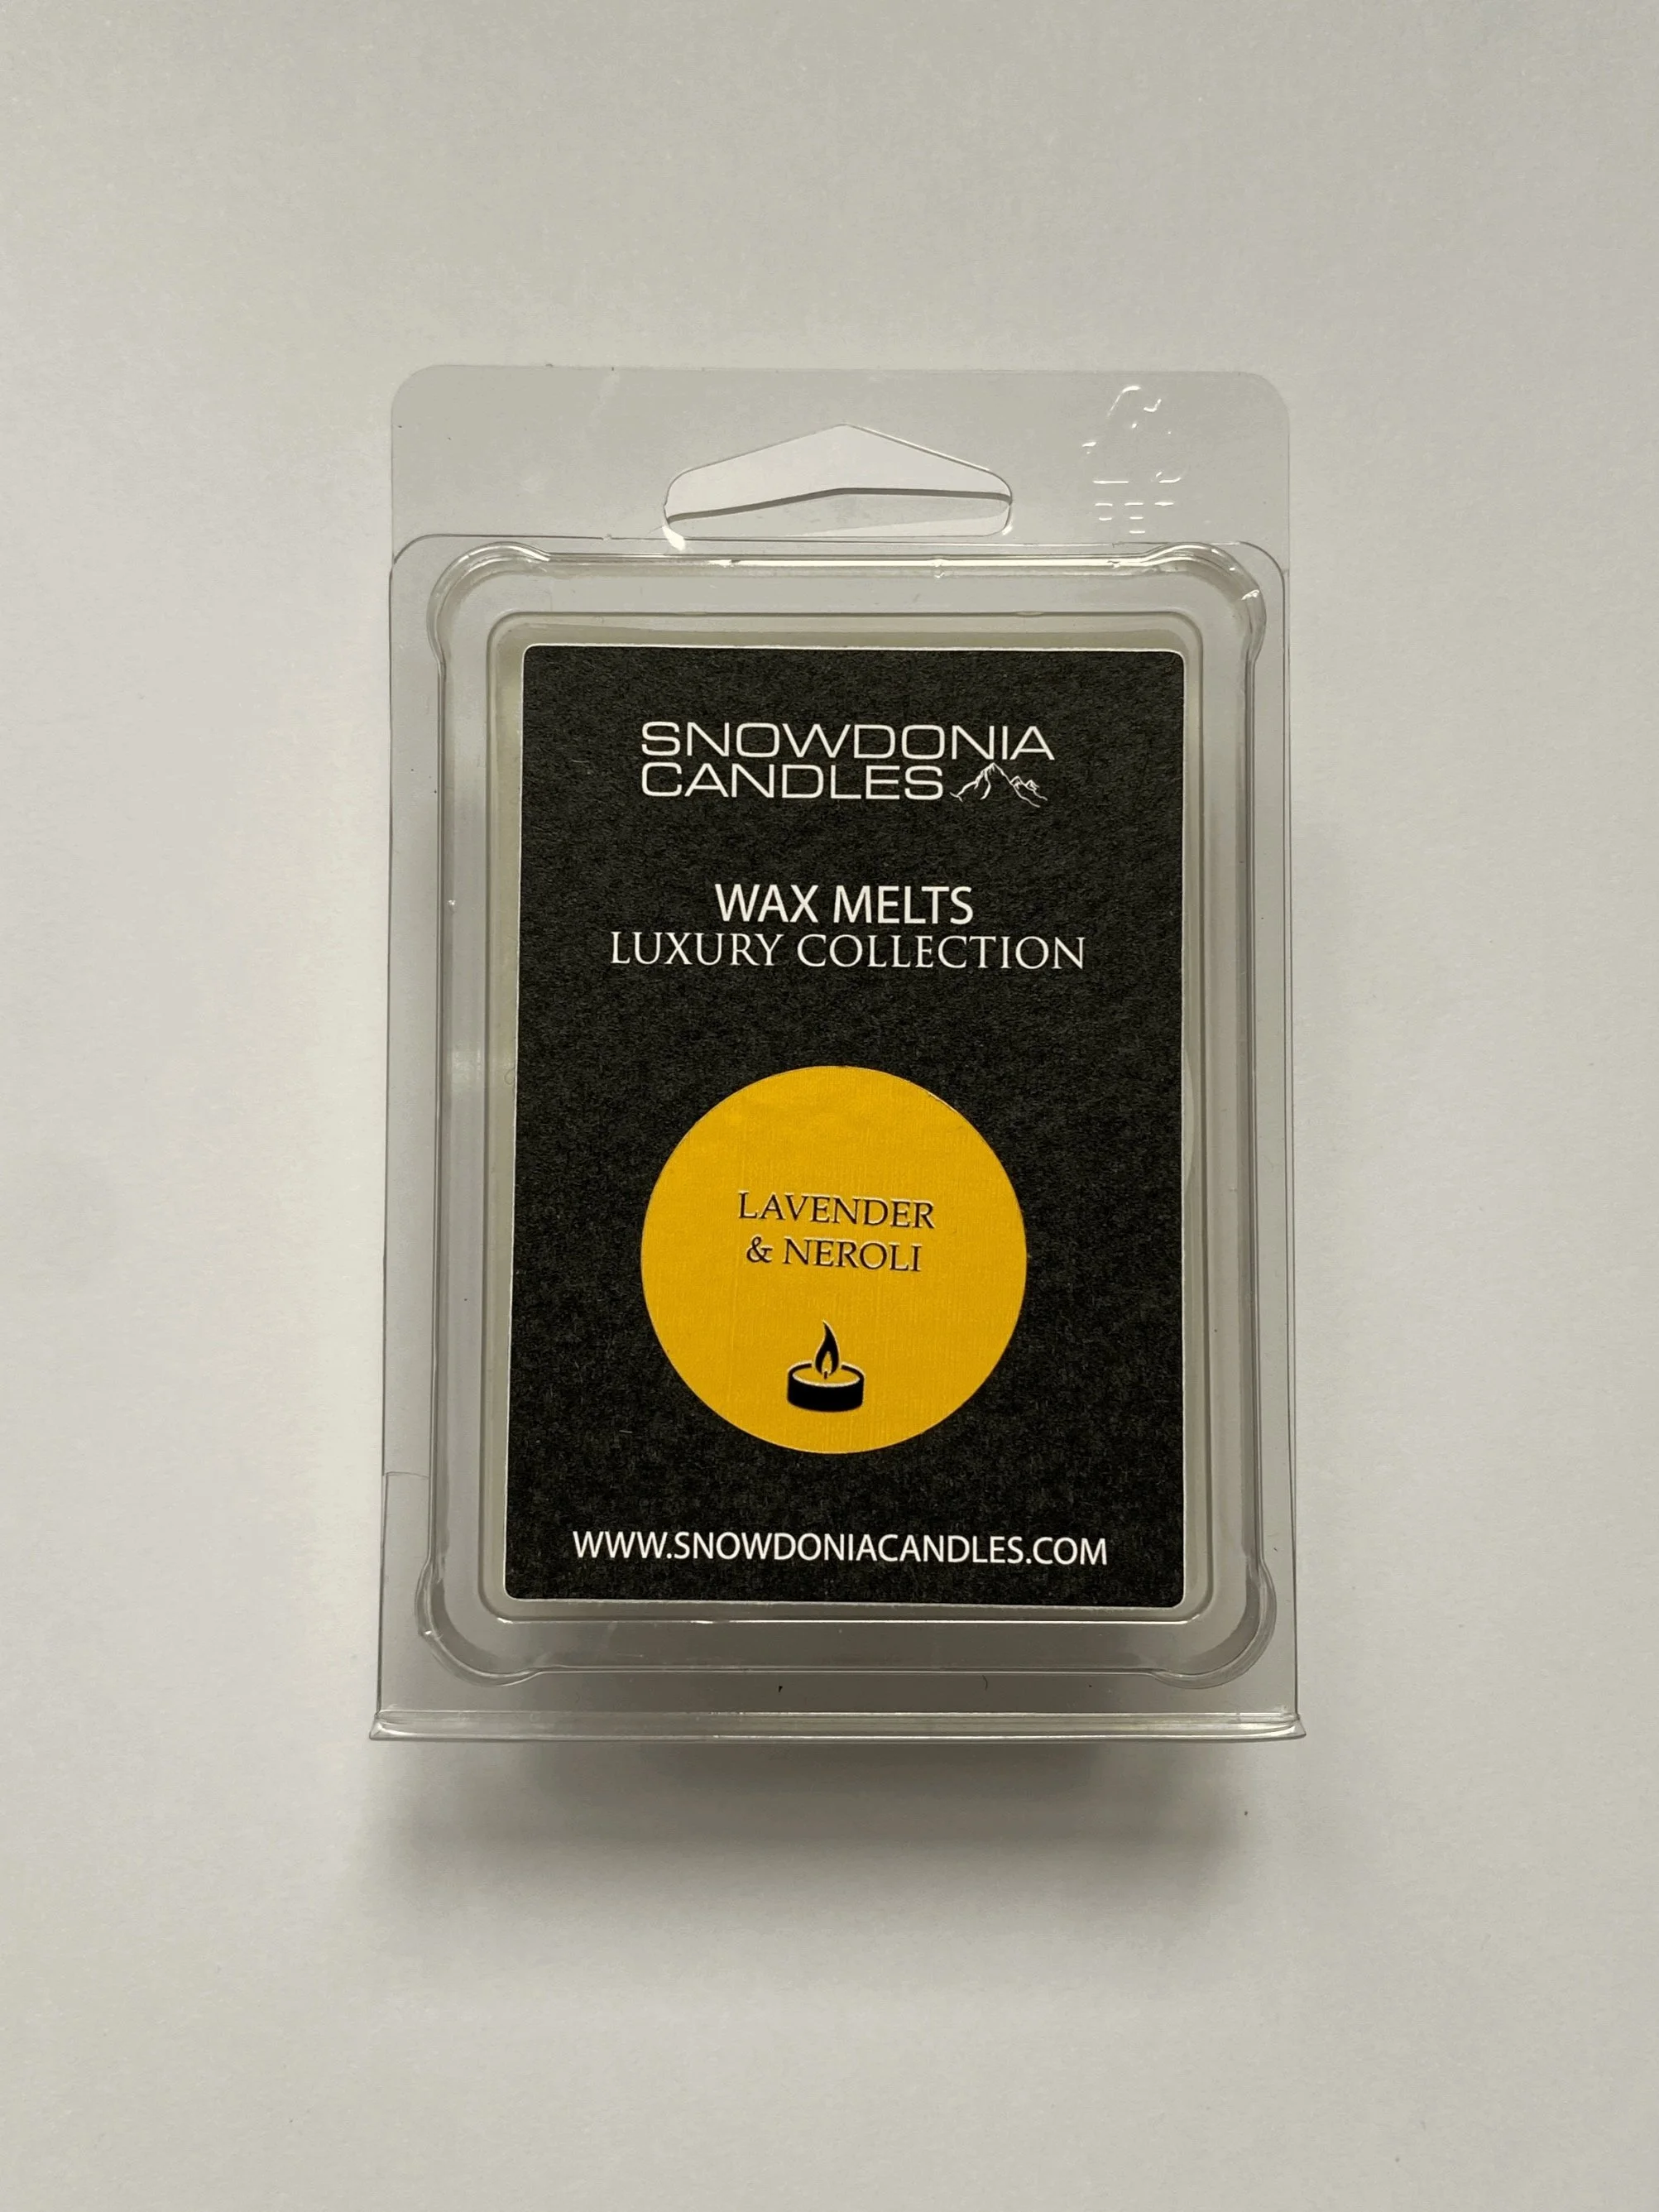 SNOWDONIA
CANDLES
WAX MELTS
LUXURY COLLECTION
LAVENDER
& NEROLI
WWW.SNOWDONIACANDLES.COM